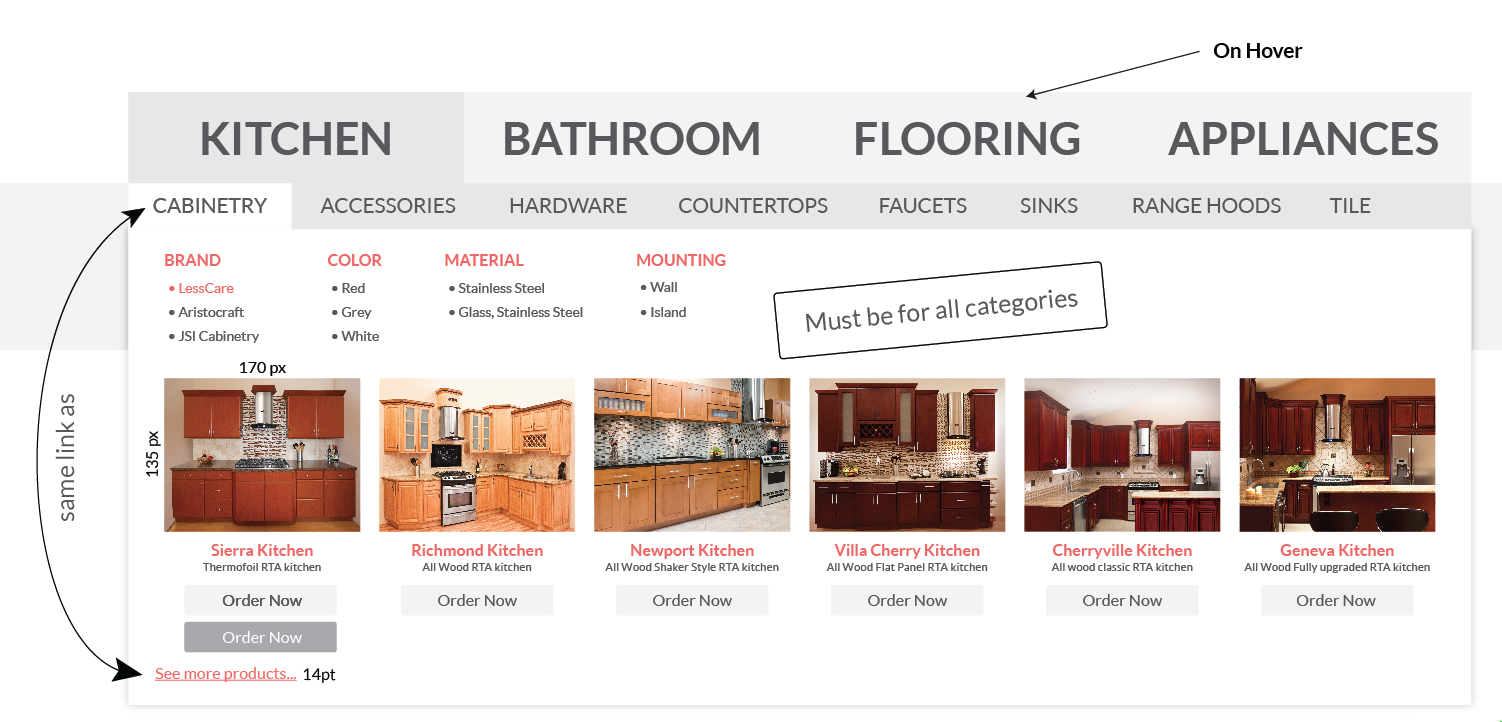 On Hover
KITCHEN BATHROOM FLOORING APPLIANCES
CABINETRY ACCESSORIES HARDWARE COUNTERTOPS FAUCETS SINKS RANGE HOODS TILE
BRAND COLOR MATERIAL MOUNTING
• LessCare • Red • Stainless Steel • Wall
• Aristocraft • Grey • Glass, Stainless Steel • Island
• JSI Cabinetry • White
Must be for all categories
170 px
135 px
same link as
Sierra Kitchen Richmond Kitchen Newport Kitchen Villa Cherry Kitchen Cherryville Kitchen Geneva Kitchen
Thermofoil RTA kitchen All Wood RTA kitchen All Wood Shaker Style RTA kitchen All Wood Flat Panel RTA kitchen All wood classic RTA kitchen All Wood Fully upgraded RTA kitchen
Order Now Order Now Order Now Order Now Order Now Order Now
Order Now
See more products... 14pt